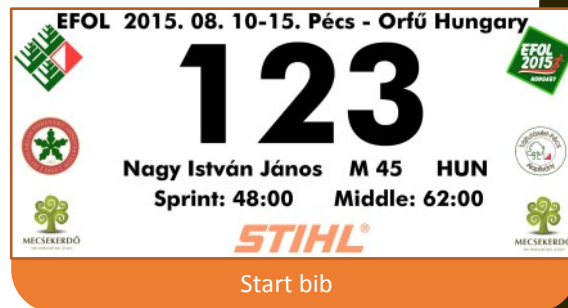 EFOL 2015. 08. 10-15. Pécs - Orfű Hungary
EFOL
2015
HUNGARY
123
Nagy István János M 45 HUN
Sprint: 48:00 Middle: 62:00
MECSEKERDŐ
STIHL®
MECSEKERDŐ
Start bib